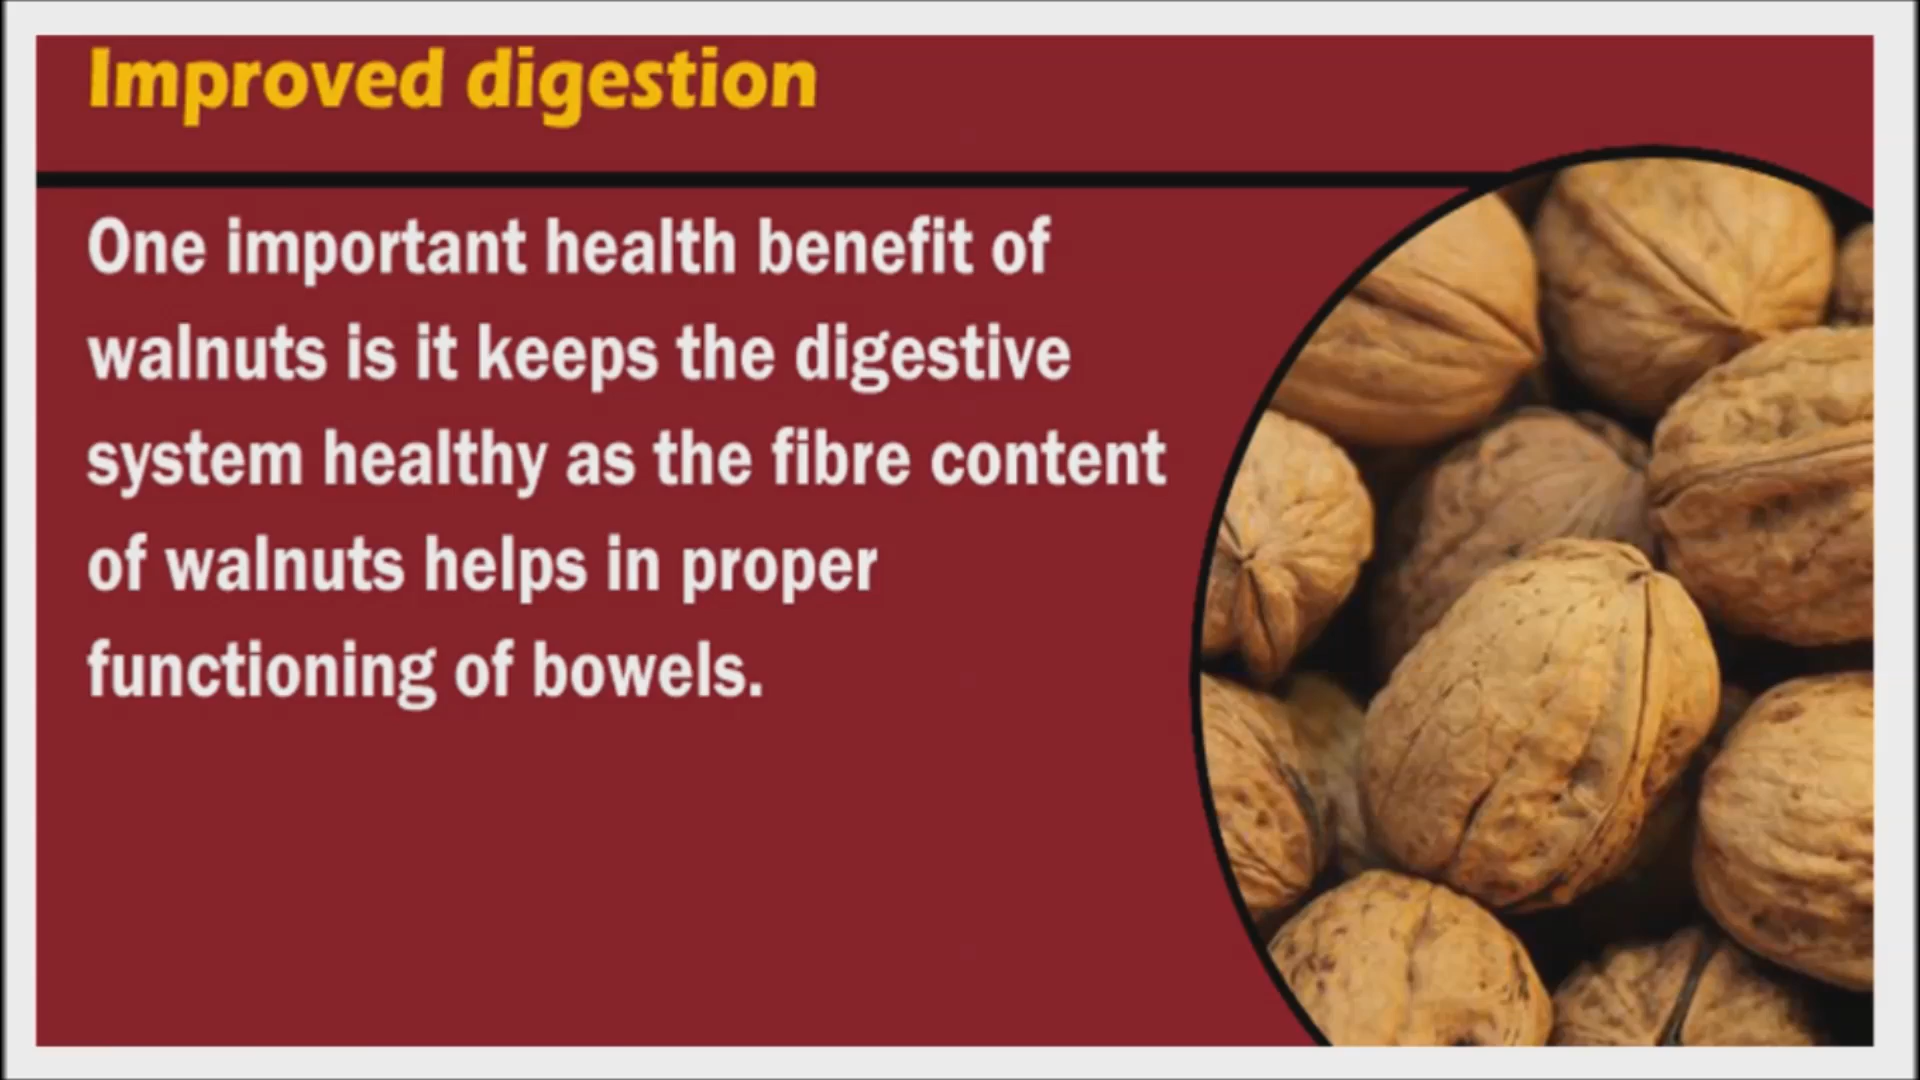 Improved digestion
One important health benefit of
walnuts is it keeps the digestive
system healthy as the fibre content
of walnuts helps in proper
functioning of bowels.